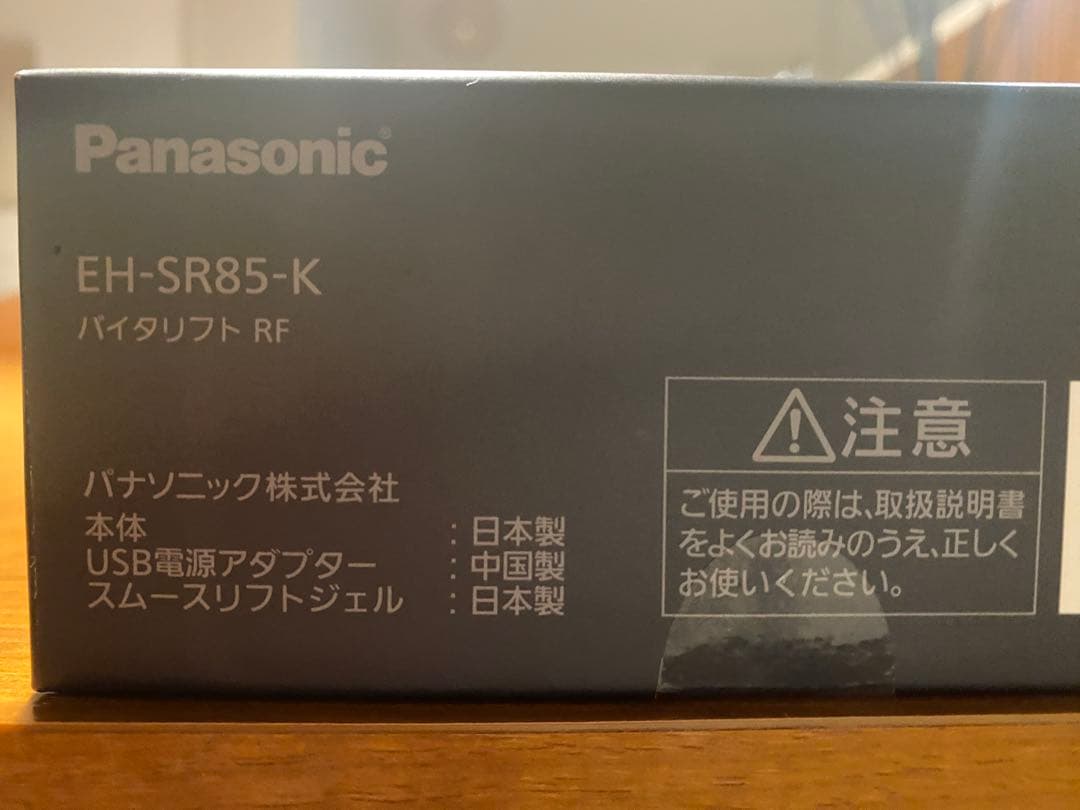 Panasonic®
EH-SR85-K
バイタリフト RF
パナソニック株式会社
本体 : 日本製
USB電源アダプター : 中国製
スムースリフトジェル : 日本製
注意
ご使用の際は、取扱説明書
をよくお読みのうえ、正しく
お使いください。